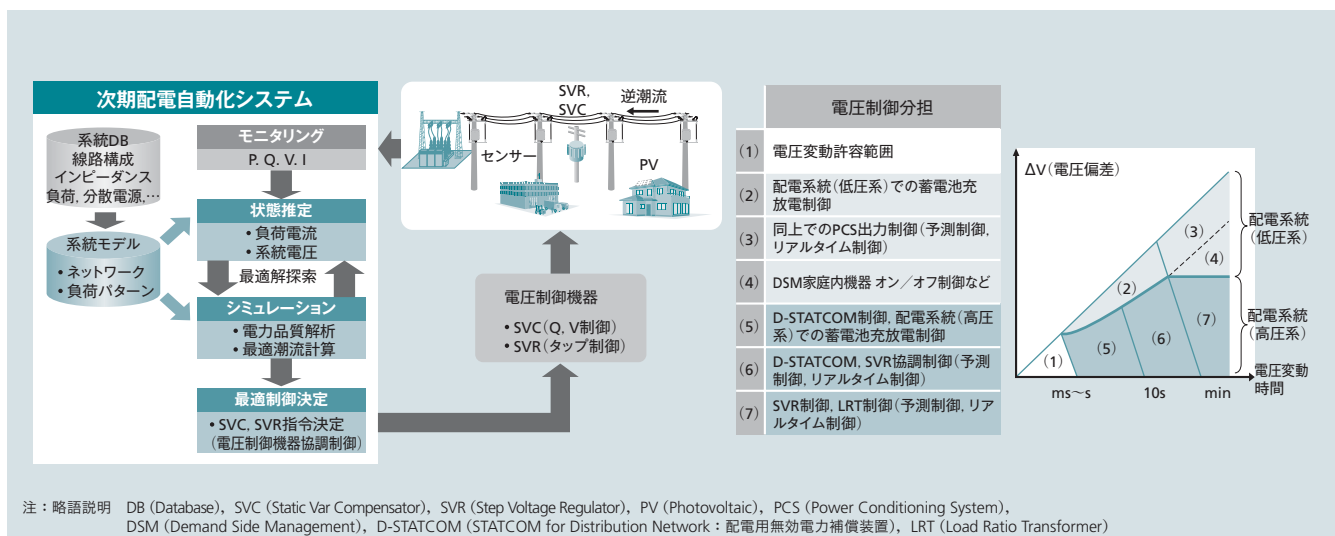 次期配電自動化システム
系統DB
線路構成
インピーダンス
負荷, 分散電源,…
系統モデル
• ネットワーク
• 負荷パターン
モニタリング
P. Q. V. I
状態推定
• 負荷電流
• 系統電圧
最適解探索
シミュレーション
• 電力品質解析
• 最適潮流計算
最適制御決定
• SVC, SVR指令決定
（電圧制御機器協調制御）
SVR,
SVC
逆潮流
センサー
PV
電圧制御機器
• SVC（Q, V制御）
• SVR（タップ制御）
電圧制御分担
（1） 電圧変動許容範囲
（2） 配電系統（低圧系）での蓄電池充
放電制御
（3） 同上でのPCS出力制御（予測制御,
リアルタイム制御）
（4） DSM家庭内機器 オン／オフ制御など
（5） D-STATCOM制御, 配電系統（高圧
系）での蓄電池充放電制御
（6） D-STATCOM, SVR協調制御（予測
制御, リアルタイム制御）
（7） SVR制御, LRT制御（予測制御, リア
ルタイム制御）
ΔV（電圧偏差）
（3）
（4）
（2）
（7）
（6）
（5）
（1）
配電系統
（低圧系）
配電系統
（高圧系）
電圧変動
時間
ms～s 10s min
注：略語説明 DB（Database）, SVC（Static Var Compensator）, SVR（Step Voltage Regulator）, PV（Photovoltaic）, PCS（Power Conditioning System）,
DSM（Demand Side Management）, D-STATCOM（STATCOM for Distribution Network：配電用無効電力補償装置）, LRT（Load Ratio Transformer）